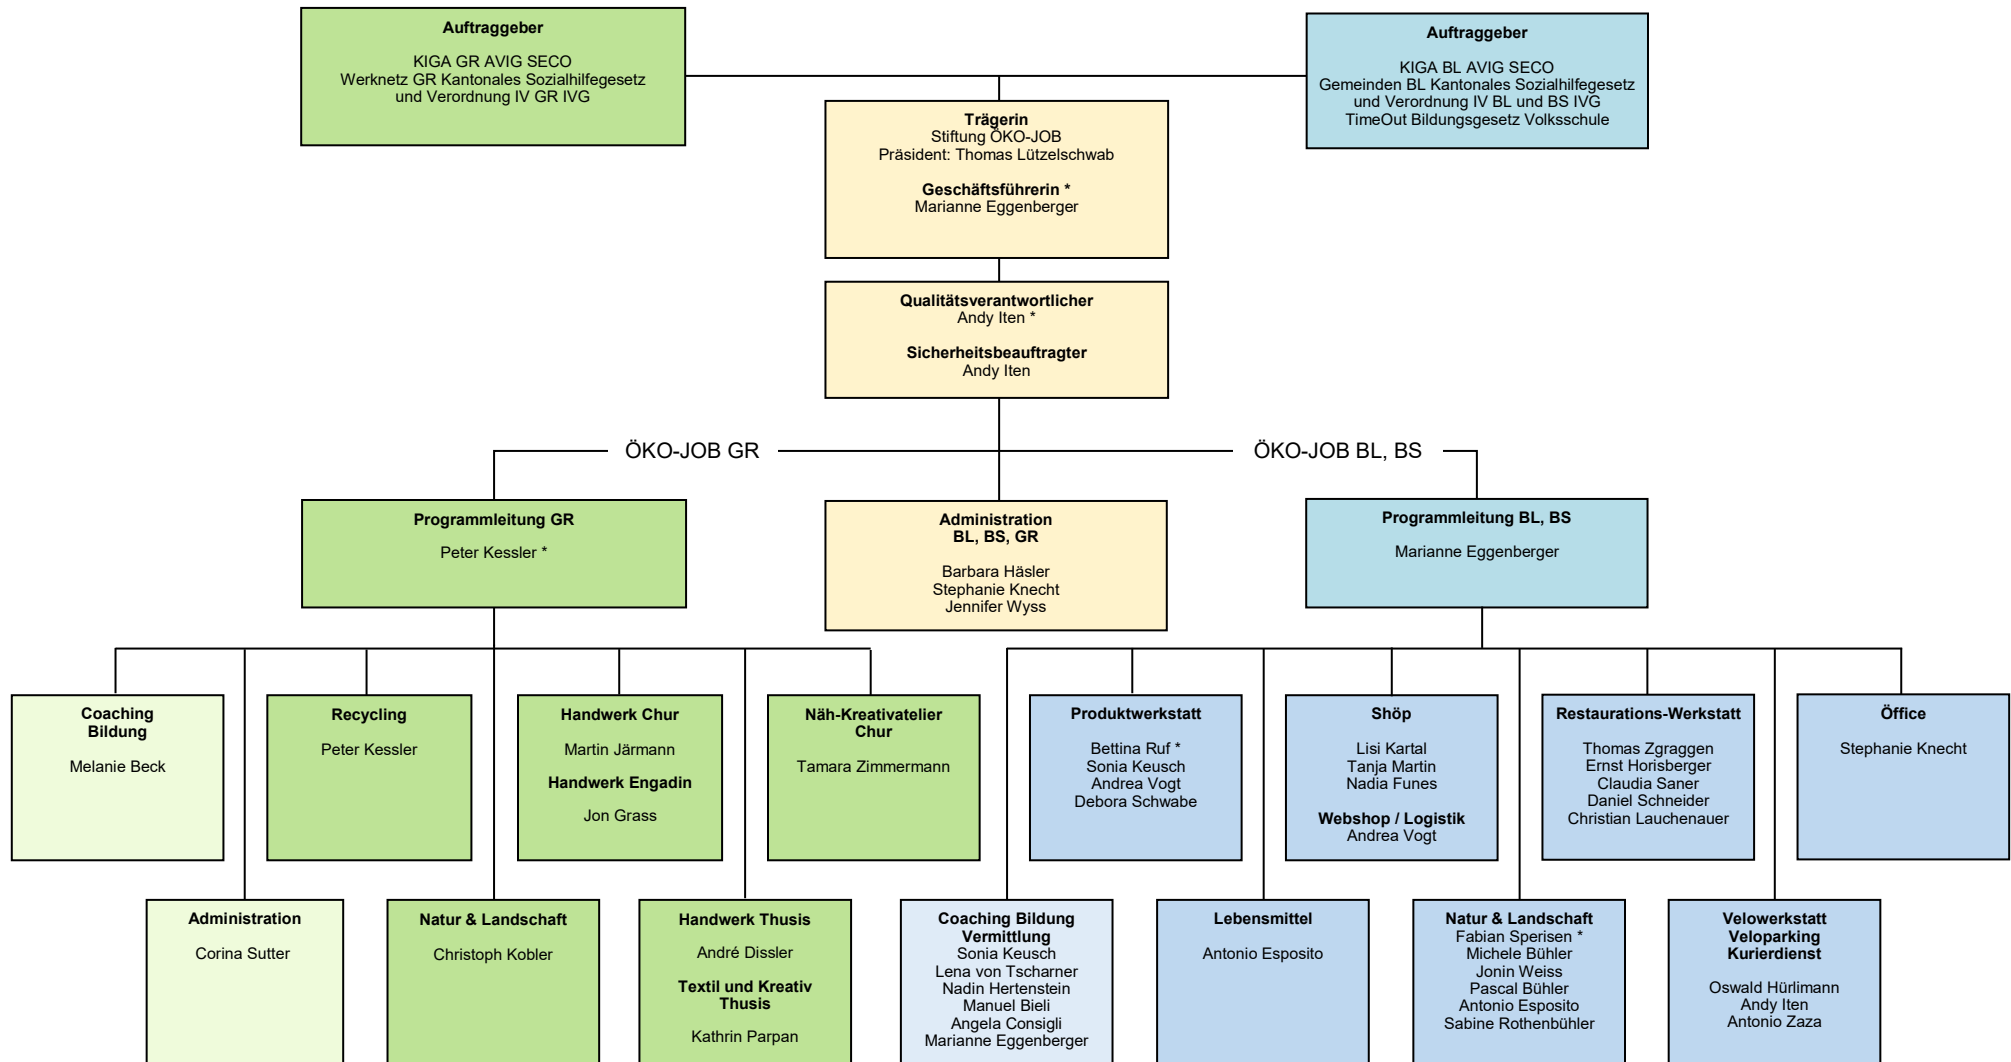 Auftraggeber
KIGA GR AVIG SECO
Werknetz GR Kantonales Sozialhilfegesetz
und Verordnung IV GR IVG
Auftraggeber
KIGA BL AVIG SECO
Gemeinden BL Kantonales Sozialhilfegesetz
und Verordnung IV BL und BS IVG
TimeOut Bildungsgesetz Volksschule
Trägerin
Stiftung ÖKO-JOB
Präsident: Thomas Lützelschwab
Geschäftsführerin *
Marianne Eggenberger
Qualitätsverantwortlicher
Andy Iten *
Sicherheitsbeauftragter
Andy Iten
ÖKO-JOB GR
ÖKO-JOB BL, BS
Programmleitung GR
Peter Kessler *
Administration
BL, BS, GR
Barbara Häsler
Stephanie Knecht
Jennifer Wyss
Programmleitung BL, BS
Marianne Eggenberger
Coaching
Bildung
Melanie Beck
Recycling
Peter Kessler
Handwerk Chur
Martin Järmann
Handwerk Engadin
Jon Grass
Näh-Kreativatelier
Chur
Tamara Zimmermann
Produktwerkstatt
Bettina Ruf *
Sonia Keusch
Andrea Vogt
Debora Schwabe
Shöp
Lisi Kartal
Tanja Martin
Nadia Funes
Webshop / Logistik
Andrea Vogt
Restaurations-Werkstatt
Thomas Zgraggen
Ernst Horisberger
Claudia Saner
Daniel Schneider
Christian Lauchenauer
Öffice
Stephanie Knecht
Administration
Corina Sutter
Natur & Landschaft
Christoph Kobler
Handwerk Thusis
André Dissler
Textil und Kreativ
Thusis
Kathrin Parpan
Coaching Bildung
Vermittlung
Sonia Keusch
Lena von Tscharner
Nadin Hertenstein
Manuel Bieli
Angela Consigli
Marianne Eggenberger
Lebensmittel
Antonio Esposito
Natur & Landschaft
Fabian Sperisen *
Michele Bühler
Jonin Weiss
Pascal Bühler
Antonio Esposito
Sabine Rothenbühler
Velowerkstatt
Veloparking
Kurierdienst
Oswald Hürlimann
Andy Iten
Antonio Zaza